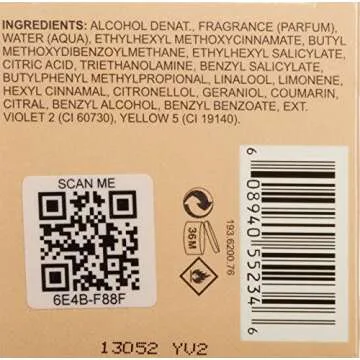 INGREDIENTS: ALCOHOL DENAT., FRAGRANCE (PARFUM),
WATER (AQUA), ETHYLHEXYL METHOXYCINNAMATE, BUTYL
METHOXYDIBENZOYLMETHANE, ETHYLHEXYL SALICYLATE,
CITRIC ACID, TRIETHANOLAMINE, BENZYL SALICYLATE,
BUTYLPHENYL METHYLPROPIONAL, LINALOOL, LIMONENE,
HEXYL CINNAMAL, CITRONELLOL, GERANIOL, COUMARIN,
CITRAL, BENZYL ALCOHOL, BENZYL BENZOATE, EXT.
VIOLET 2 (CI 60730), YELLOW 5 (CI 19140).
SCAN ME
6E4B-F88F
36M
193.6200.76
6 08940 55234 6
13052 YV2